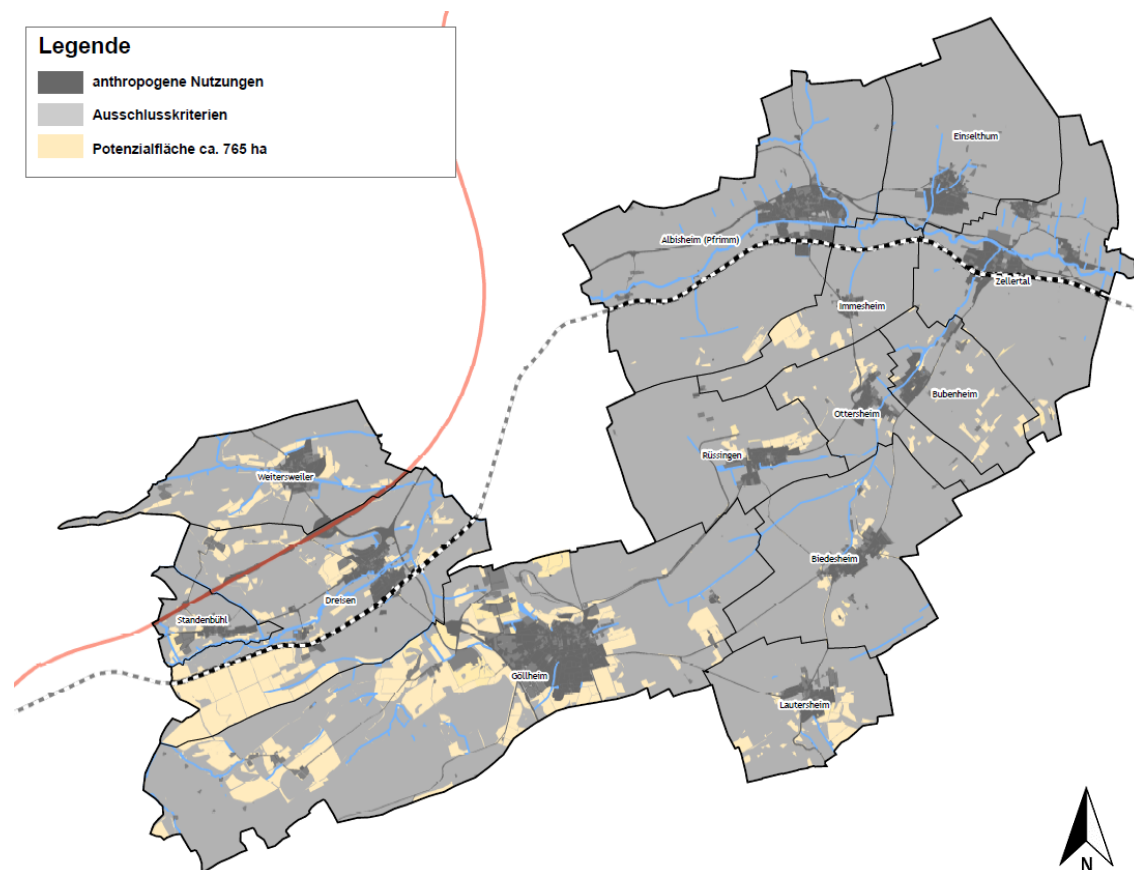 Legende
anthropogene Nutzungen
Ausschlusskriterien
Potenzialfläche ca. 765 ha
Einselthum
Albisheim (Pfrimm)
Zellertal
Immesheim
Bubenheim
Ottersheim
Rüssingen
Weitersweiler
Biedesheim
Dreisen
Standenbühl
Göllheim
Lautersheim
N